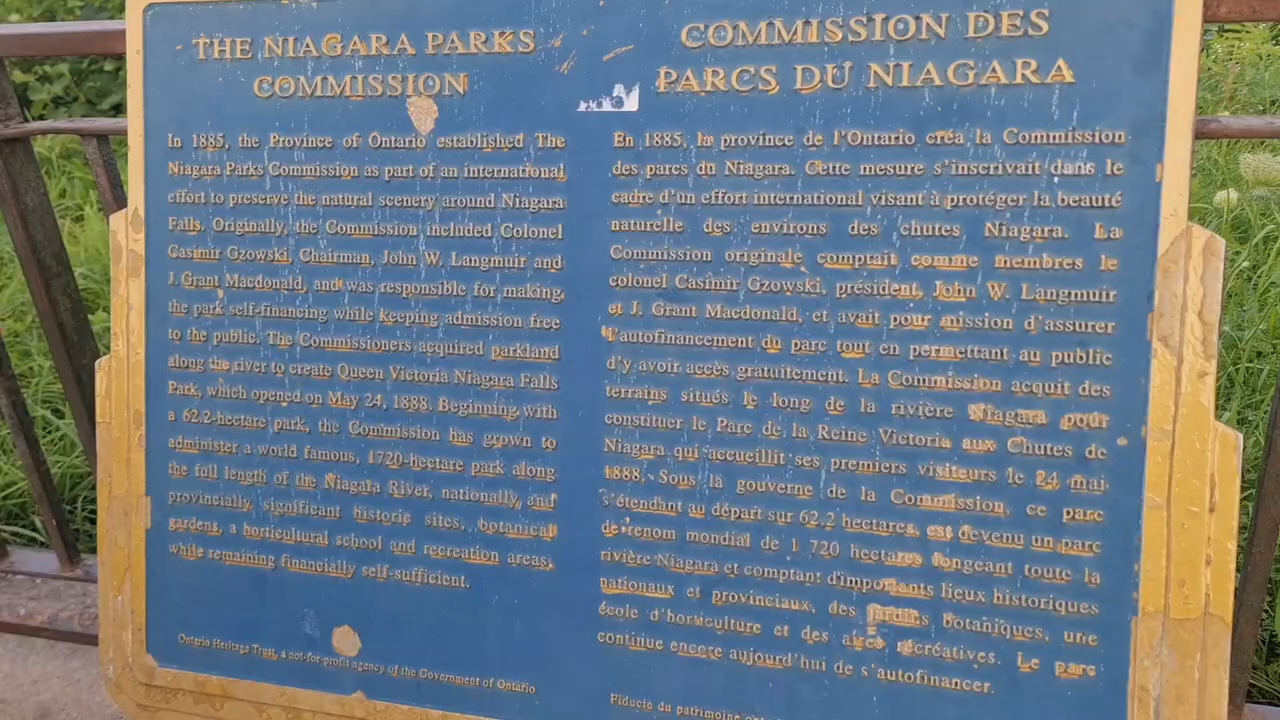 THE NIAGARA PARKS
COMMISSION
In 1885, the Province of Ontario established The
Niagara Parks Commission as part of an international
effort to preserve the natural scenery around Niagara
Falls. Originally, the Commission included Colonel
Casimir Gzowski, Chairman, John W. Langmuir and
J. Grant Macdonald, and was responsible for making
the park self-financing while keeping admission free
to the public. The Commissioners acquired parkland
along the river to create Queen Victoria Niagara Falls
Park, which opened on May 24, 1888. Beginning with
a 62.2-hectare park, the Commission has grown to
administer a world famous, 1720-hectare park along
the full length of the Niagara River, nationally, and
provincially, significant historic sites, botanical
gardens, a horticultural school and recreation areas,
while remaining financially self-sufficient.
Ontario Heritage Trust, a not-for-profit agency of the Government of Ontario
COMMISSION DES
PARCS DU NIAGARA
En 1885, la province de l'Ontario créa la Commission
des parcs du Niagara. Cette mesure s'inscrivait dans le
cadre d'un effort international visant à protéger la beauté
naturelle des environs des chutes Niagara. La
Commission originale comptait comme membres le
colonel Casimir Gzowski, président, John W. Langmuir
et J. Grant Macdonald, et avait pour mission d'assurer
l'autofinancement du parc tout en permettant au public
d'y avoir accès gratuitement. La Commission acquit des
terrains situés le long de la rivière Niagara pour
constituer le Parc de la Reine Victoria aux Chutes de
Niagara qui accueillit ses premiers visiteurs le 24 mai
1888. Sous la gouverne de la Commission, ce parc
s'étendant au départ sur 62.2 hectares, est devenu un parc
de renom mondial de 1 720 hectares longeant toute la
rivière Niagara et comptant d'importants lieux historiques
nationaux et provinciaux, des jardins botaniques, une
école d'horticulture et des aires récréatives. Le parc
continue encore aujourd'hui de s'autofinancer.
Fiducie du patrimoine